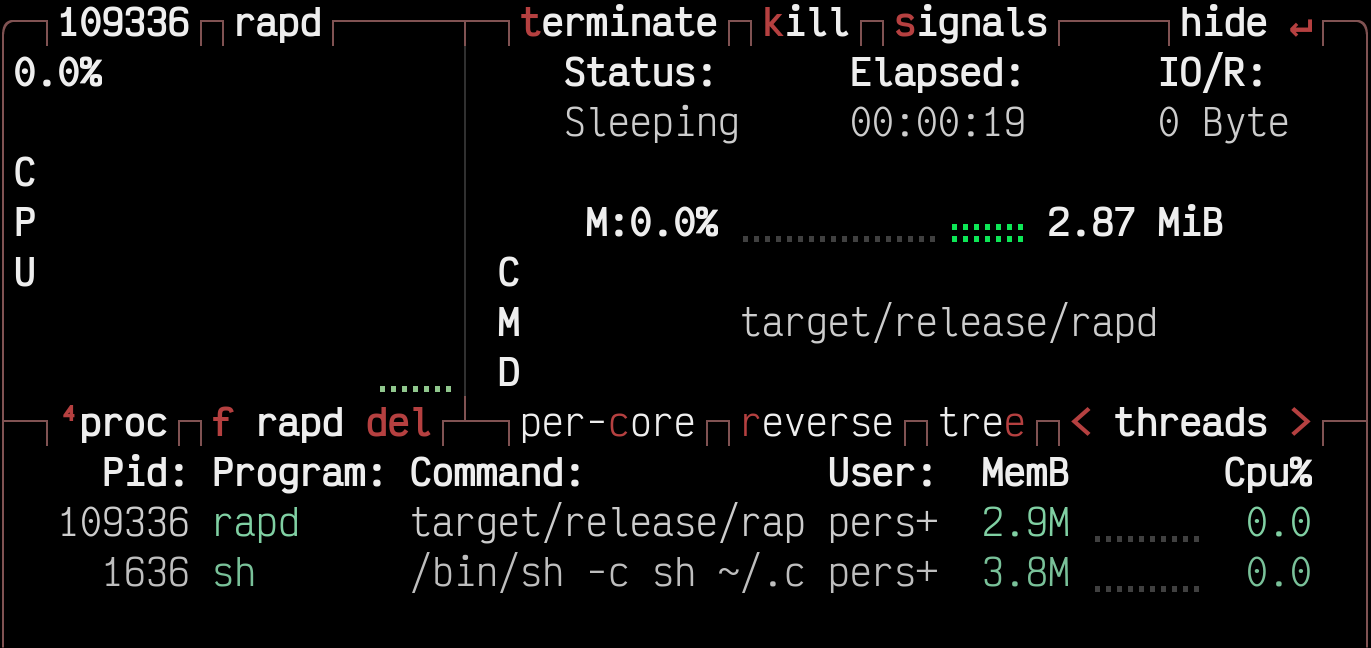 109336 rapd terminate kill signals hide ↵
0.0% Status: Elapsed: IO/R:
Sleeping 00:00:19 0 Byte
C
P M:0.0% 2.87 MiB
U C
M target/release/rapd
D
⁴proc f rapd del per-core reverse tree < threads >
Pid: Program: Command: User: MemB Cpu%
109336 rapd target/release/rap pers+ 2.9M 0.0
1636 sh /bin/sh -c sh ~/.c pers+ 3.8M 0.0